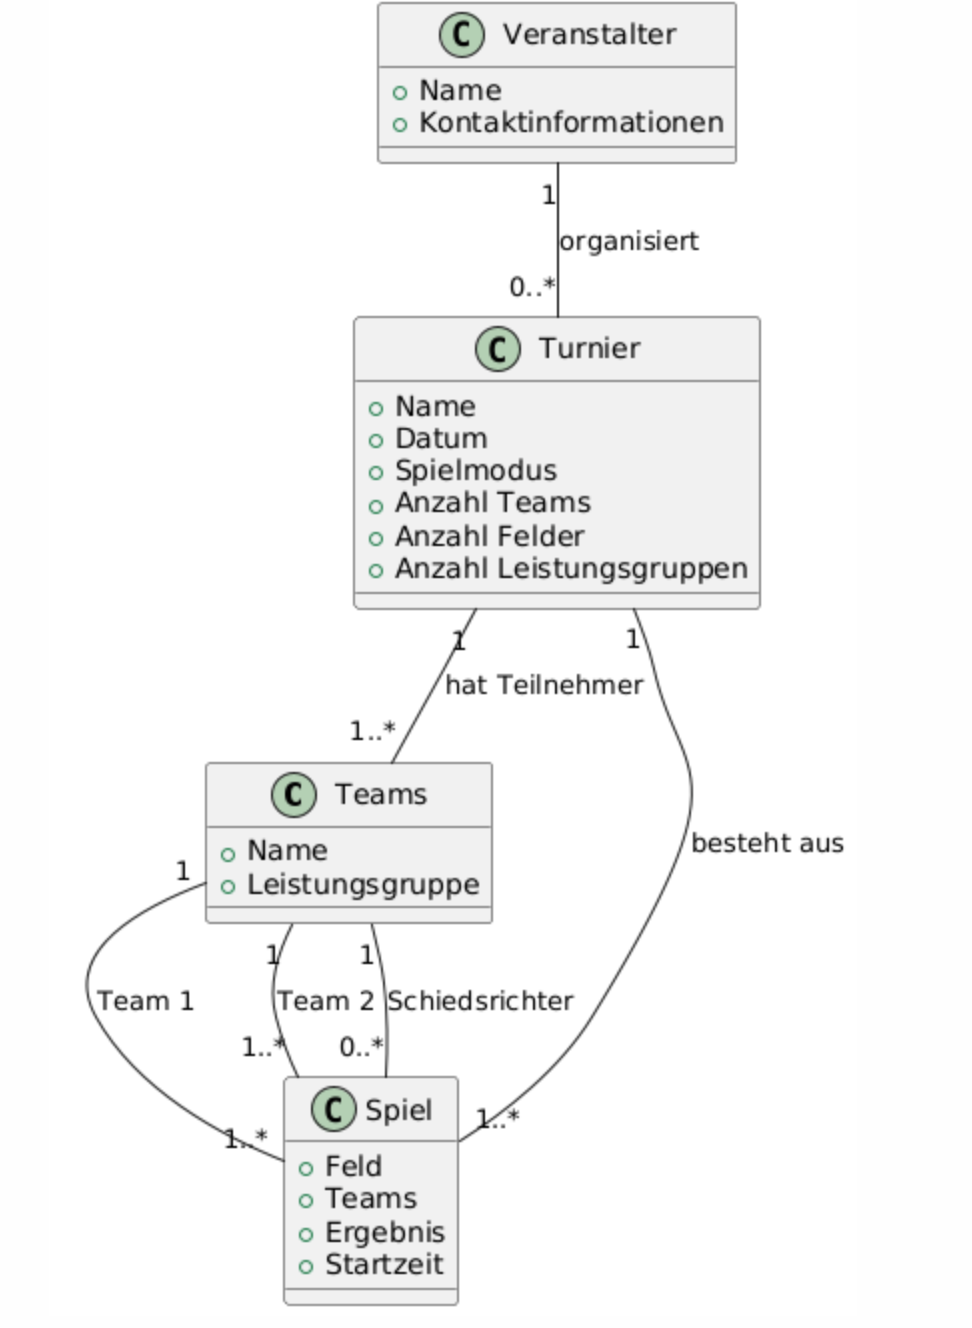 C Veranstalter
Name
Kontaktinformationen
1
organisiert
0..*
C Turnier
Name
Datum
Spielmodus
Anzahl Teams
Anzahl Felder
Anzahl Leistungsgruppen
1
1
hat Teilnehmer
1..*
C Teams
Name
Leistungsgruppe
besteht aus
1
1
1
Team 1
Team 2
Schiedsrichter
1..*
0..*
C Spiel
1..*
1..*
Feld
Teams
Ergebnis
Startzeit